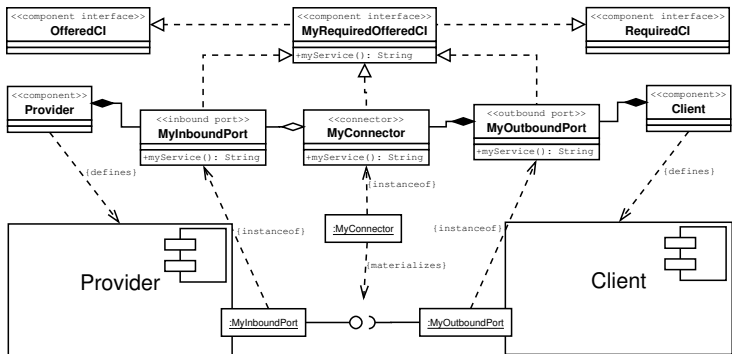 <<component interface>>
OfferedCI
<<component interface>>
MyRequiredOfferedCI
+myService(): String
<<component interface>>
RequiredCI
<<component>>
Provider
<<inbound port>>
MyInboundPort
+myService(): String
<<connector>>
MyConnector
+myService(): String
<<outbound port>>
MyOutboundPort
+myService(): String
<<component>>
Client
{defines}
{instanceof}
{defines}
{instanceof}
:MyConnector
{instanceof}
{materializes}
Provider
Client
:MyInboundPort
:MyOutboundPort